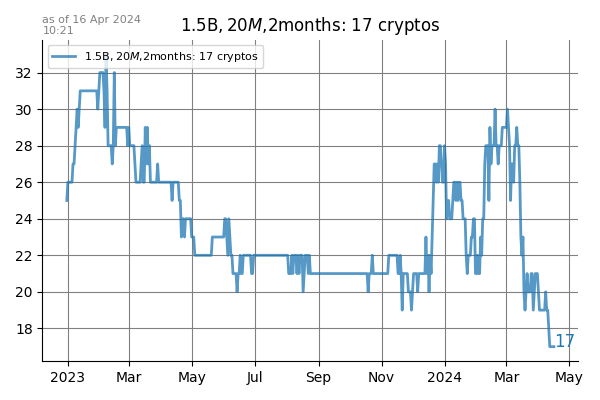 as of 16 Apr 2024
10:21
1.5B, 20M,2months: 17 cryptos
1.5B, 20M,2months: 17 cryptos
32
30
28
26
24
22
20
18
17
2023
Mar
May
Jul
Sep
Nov
2024
Mar
May